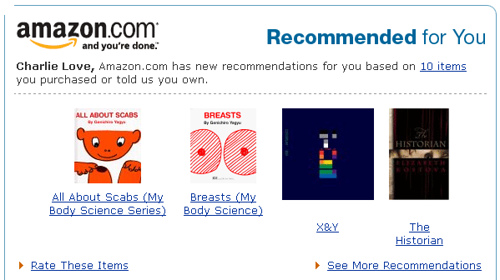 amazon.com
and you're done.™
Recommended for You
Charlie Love, Amazon.com has new recommendations for you based on 10 items
you purchased or told us you own.
ALL ABOUT SCABS
By Genichiro Yagyu
BREASTS
By Genichiro Yagyu
The
HISTORIAN
ELIZABETH KOSTOVA
All About Scabs (My
Body Science Series)
Breasts (My
Body Science)
X&Y
The
Historian
Rate These Items
See More Recommendations